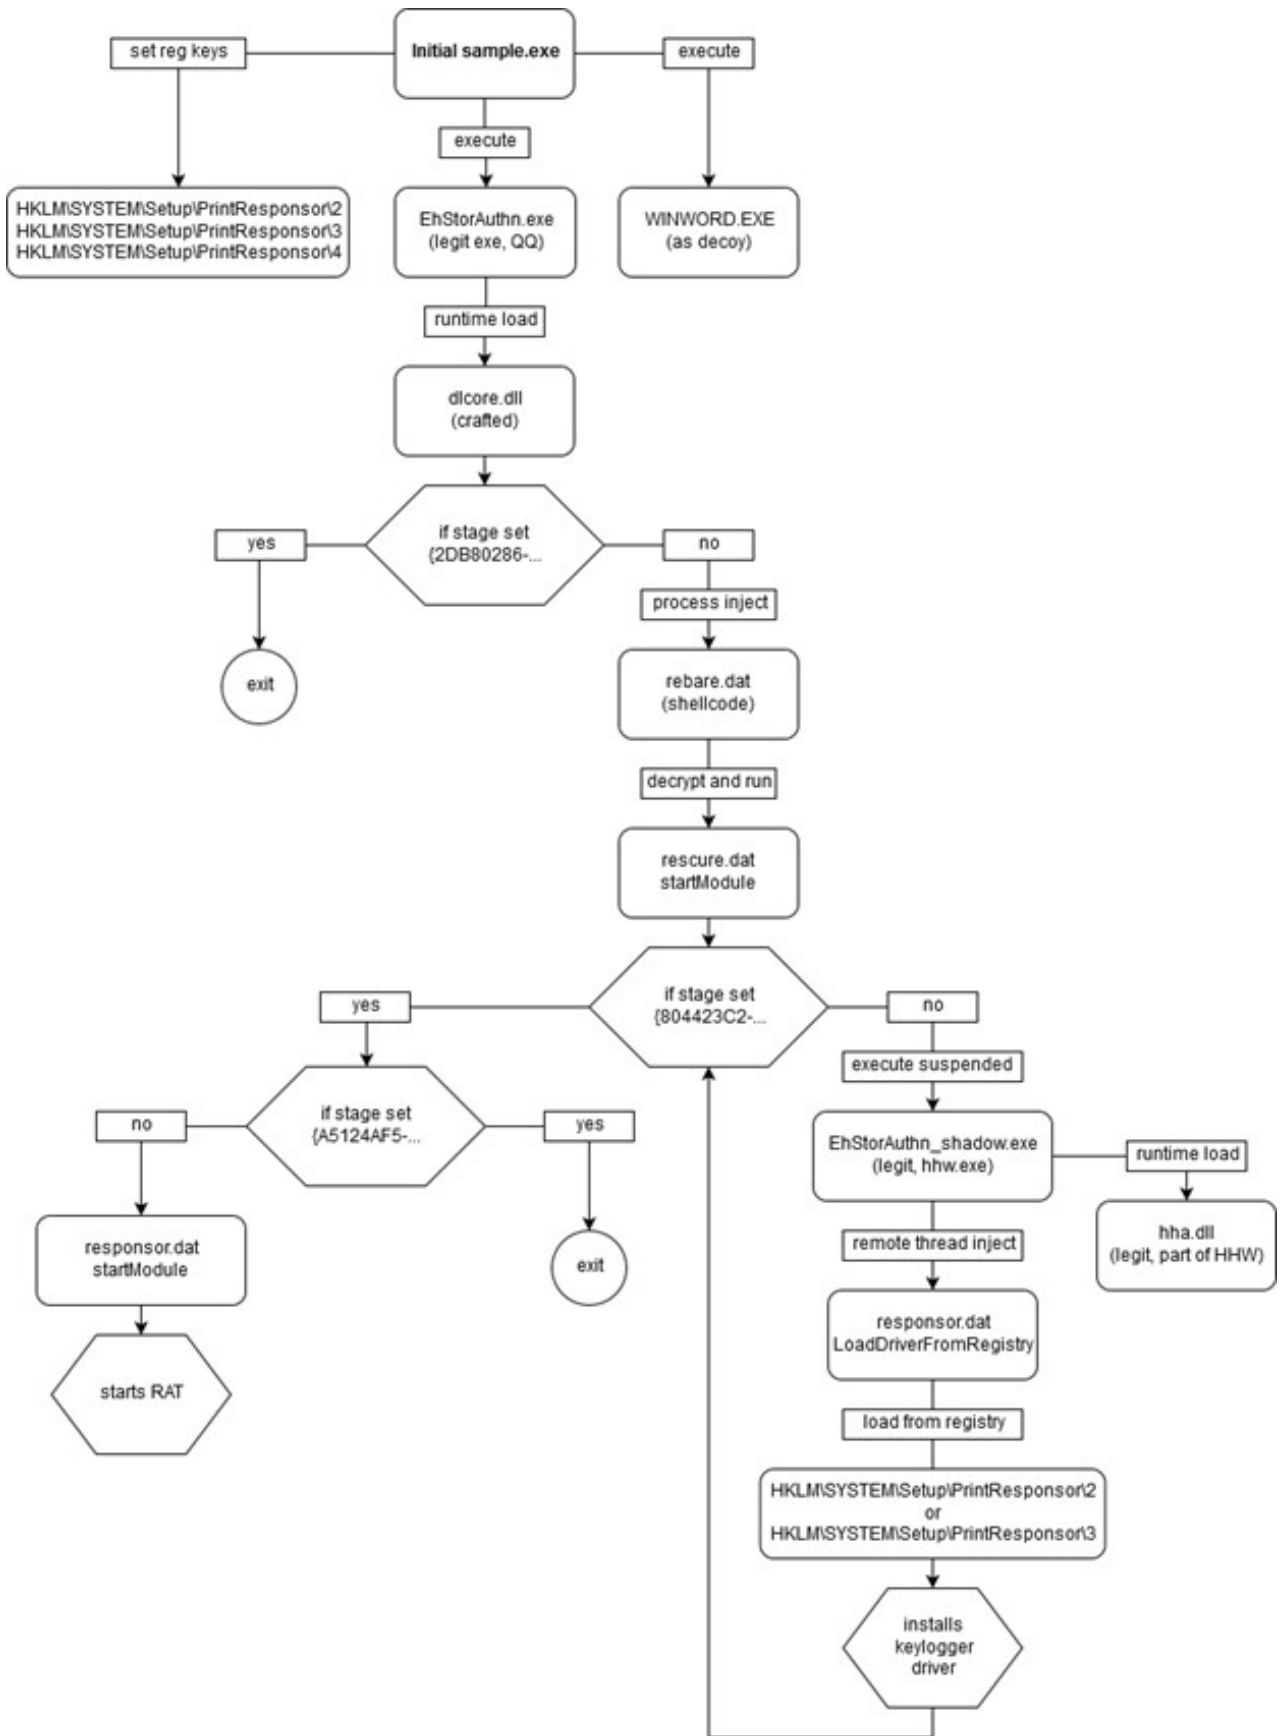 set reg keys
Initial sample.exe
execute
execute
HKLM\SYSTEM\Setup\PrintResponsor\2
HKLM\SYSTEM\Setup\PrintResponsor\3
HKLM\SYSTEM\Setup\PrintResponsor\4
EhStorAuthn.exe
(legit exe, QQ)
WINWORD.EXE
(as decoy)
runtime load
dlcore.dll
(crafted)
if stage set
{2DB80286-...
yes
no
process inject
exit
rebare.dat
(shellcode)
decrypt and run
rescure.dat
startModule
if stage set
{804423C2-...
yes
no
execute suspended
if stage set
{A5124AF5-...
no
yes
EhStorAuthn_shadow.exe
(legit, hhw.exe)
runtime load
hha.dll
(legit, part of HHW)
remote thread inject
responsor.dat
startModule
exit
responsor.dat
LoadDriverFromRegistry
starts RAT
load from registry
HKLM\SYSTEM\Setup\PrintResponsor\2
or
HKLM\SYSTEM\Setup\PrintResponsor\3
installs
keylogger
driver